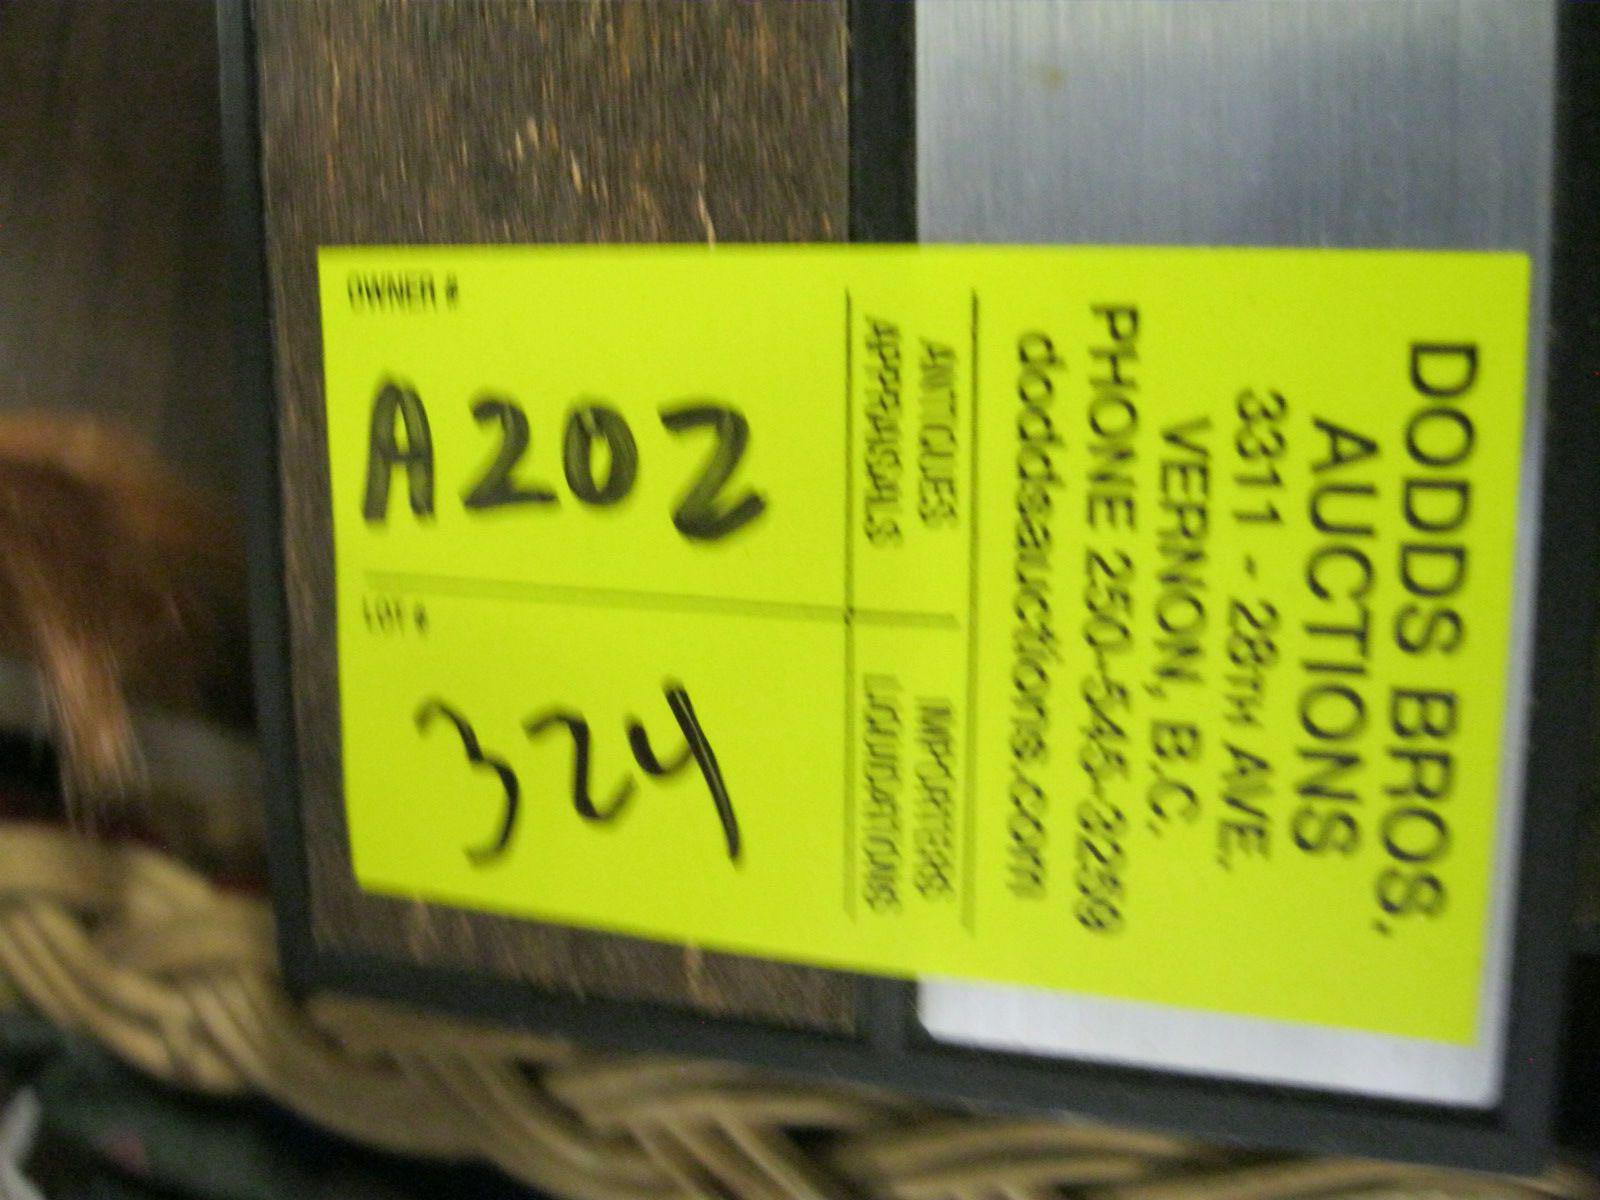 DODDS BROS.
AUCTIONS
3311 - 28TH AVE.
VERNON, B.C.
PHONE 250-545-3259
doddsauctions.com
ANTIQUES IMPORTERS
APPRAISALS LIQUIDATIONS
OWNER # LOT #
A202
324